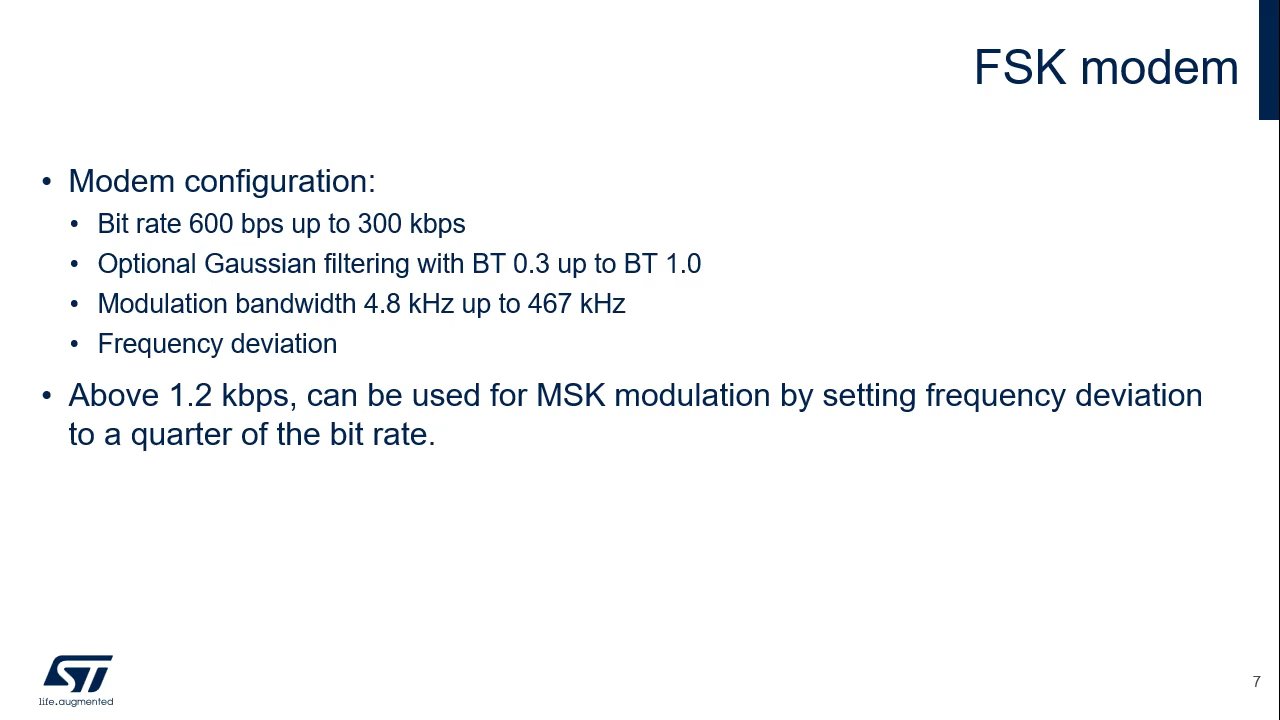 FSK modem
• Modem configuration:
• Bit rate 600 bps up to 300 kbps
• Optional Gaussian filtering with BT 0.3 up to BT 1.0
• Modulation bandwidth 4.8 kHz up to 467 kHz
• Frequency deviation
• Above 1.2 kbps, can be used for MSK modulation by setting frequency deviation
to a quarter of the bit rate.
ST
life.augmented
7